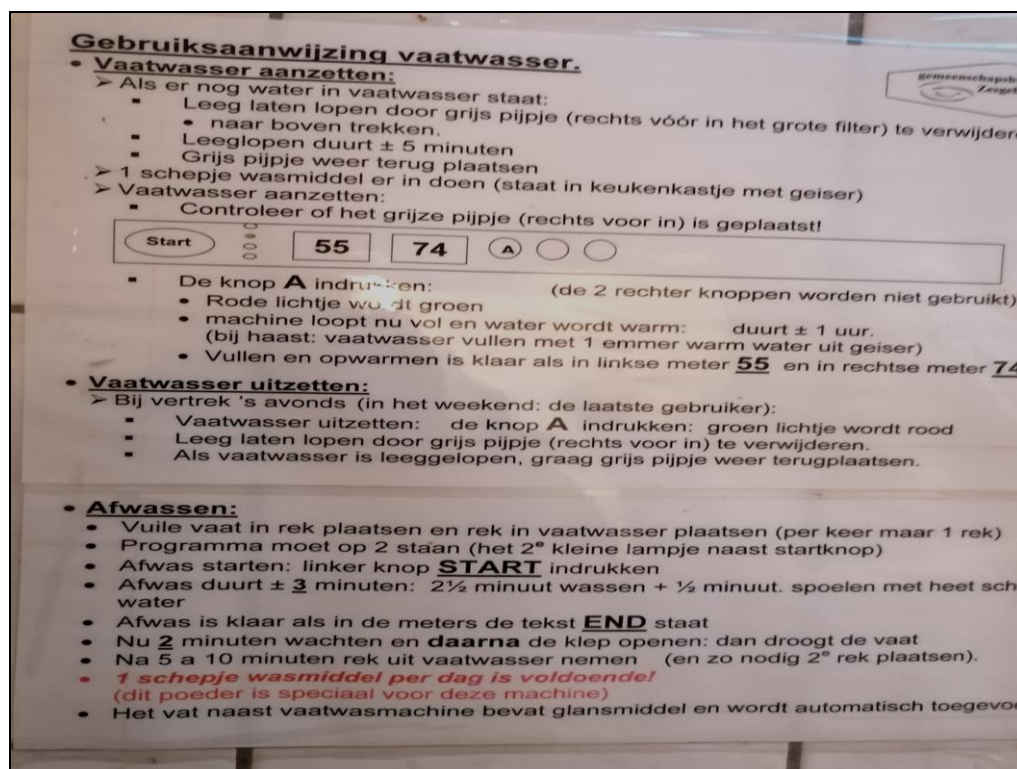 Gebruiksaanwijzing vaatwasser.
• Vaatwasser aanzetten:
gemeenschapsh
Zesgeh
➢ Als er nog water in vaatwasser staat:
▪ Leeg laten lopen door grijs pijpje (rechts vóór in het grote filter) te verwijdere
• naar boven trekken.
▪ Leeglopen duurt ± 5 minuten
▪ Grijs pijpje weer terug plaatsen
➢ 1 schepje wasmiddel er in doen (staat in keukenkastje met geiser)
➢ Vaatwasser aanzetten:
▪ Controleer of het grijze pijpje (rechts voor in) is geplaatst!
Start 55 74 A
▪ De knop A indrukken: (de 2 rechter knoppen worden niet gebruikt)
• Rode lichtje wordt groen
• machine loopt nu vol en water wordt warm: duurt ± 1 uur.
(bij haast: vaatwasser vullen met 1 emmer warm water uit geiser)
• Vullen en opwarmen is klaar als in linkse meter 55 en in rechtse meter 74
• Vaatwasser uitzetten:
➢ Bij vertrek 's avonds (in het weekend: de laatste gebruiker):
▪ Vaatwasser uitzetten: de knop A indrukken: groen lichtje wordt rood
▪ Leeg laten lopen door grijs pijpje (rechts voor in) te verwijderen.
▪ Als vaatwasser is leeggelopen, graag grijs pijpje weer terugplaatsen.
• Afwassen:
• Vuile vaat in rek plaatsen en rek in vaatwasser plaatsen (per keer maar 1 rek)
• Programma moet op 2 staan (het 2e kleine lampje naast startknop)
• Afwas starten: linker knop START indrukken
• Afwas duurt ± 3 minuten: 2½ minuut wassen + ½ minuut. spoelen met heet sch
water
• Afwas is klaar als in de meters de tekst END staat
• Nu 2 minuten wachten en daarna de klep openen: dan droogt de vaat
• Na 5 a 10 minuten rek uit vaatwasser nemen (en zo nodig 2e rek plaatsen).
• 1 schepje wasmiddel per dag is voldoende!
(dit poeder is speciaal voor deze machine)
• Het vat naast vaatwasmachine bevat glansmiddel en wordt automatisch toegevoe